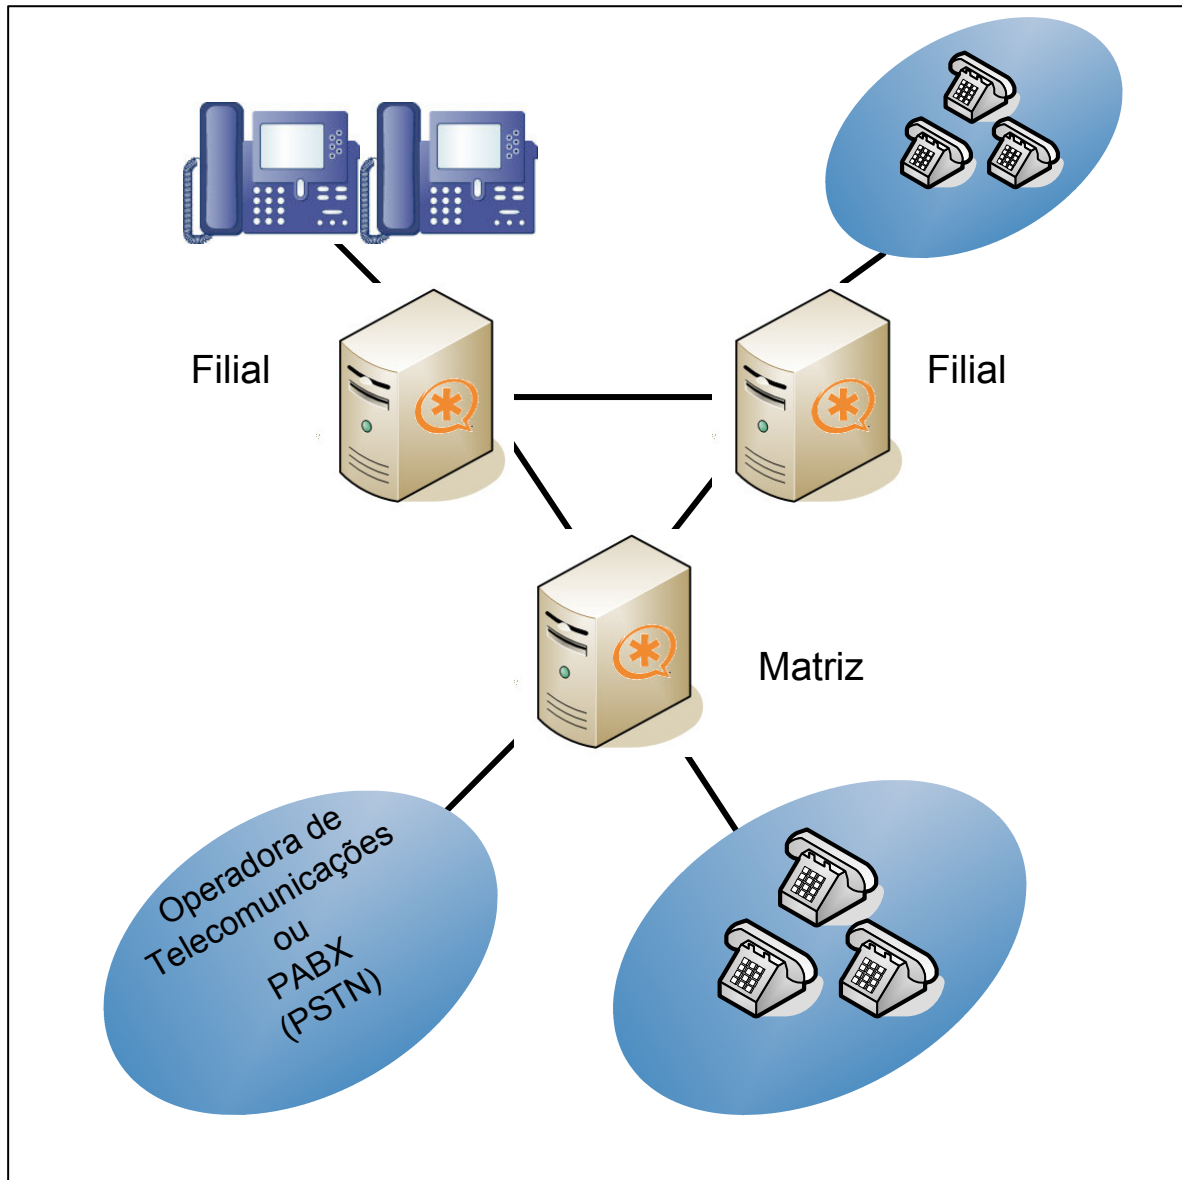 Filial
Filial
Matriz
Operadora de
Telecomunicações
ou
PABX
(PSTN)